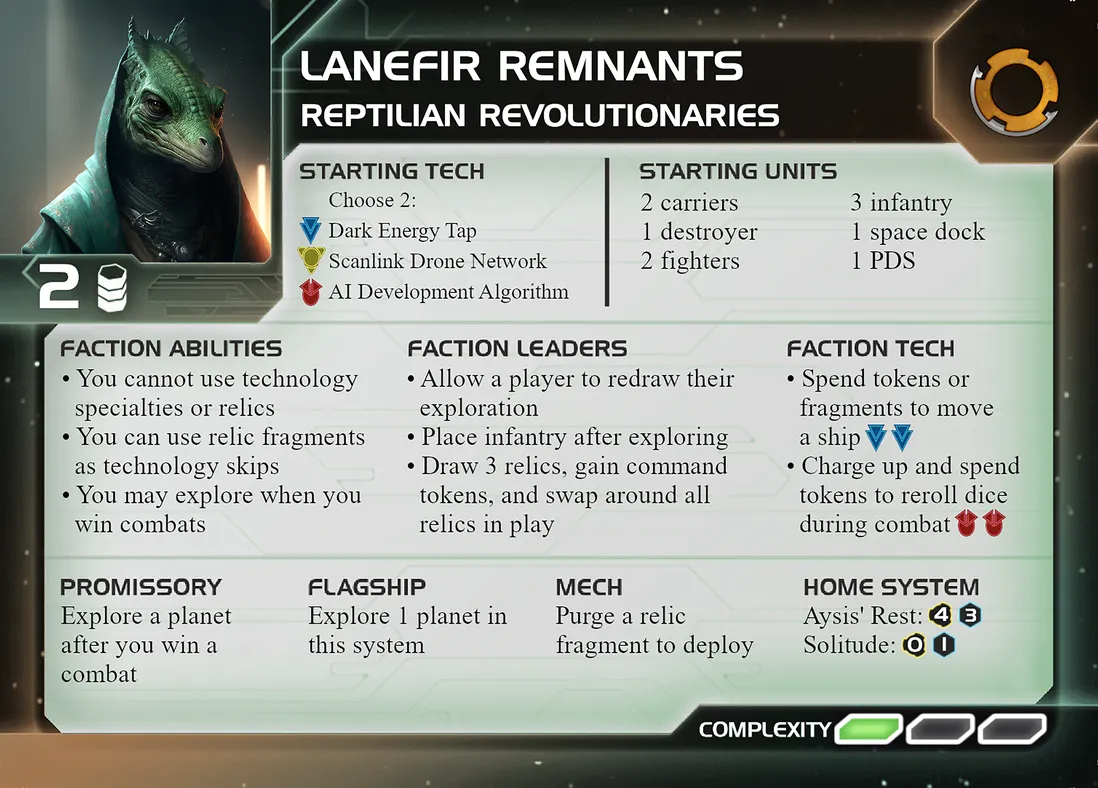 LANEFIR REMNANTS
REPTILIAN REVOLUTIONARIES
2
STARTING TECH
Choose 2:
Dark Energy Tap
Scanlink Drone Network
AI Development Algorithm
STARTING UNITS
2 carriers
1 destroyer
2 fighters
3 infantry
1 space dock
1 PDS
FACTION ABILITIES
• You cannot use technology
specialties or relics
• You can use relic fragments
as technology skips
• You may explore when you
win combats
FACTION LEADERS
• Allow a player to redraw their
exploration
• Place infantry after exploring
• Draw 3 relics, gain command
tokens, and swap around all
relics in play
FACTION TECH
• Spend tokens or
fragments to move
a ship
• Charge up and spend
tokens to reroll dice
during combat
PROMISSORY
Explore a planet
after you win a
combat
FLAGSHIP
Explore 1 planet in
this system
MECH
Purge a relic
fragment to deploy
HOME SYSTEM
Aysis' Rest: 4 3
Solitude: 0 1
COMPLEXITY